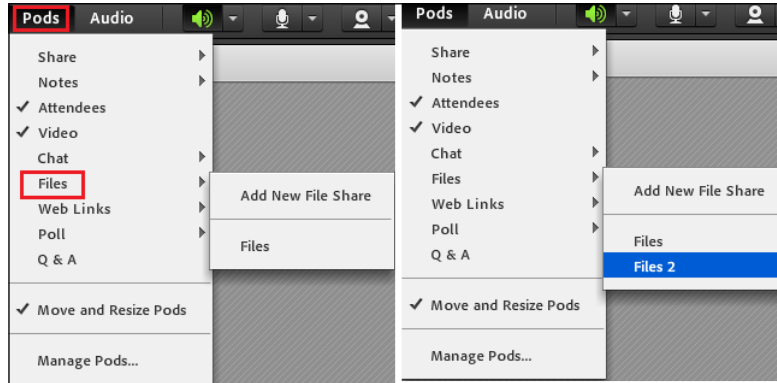 Pods Audio
Share
Notes
Attendees
Video
Chat
Files
Web Links
Poll
Q & A
Move and Resize Pods
Manage Pods...
Add New File Share
Files
Pods Audio
Share
Notes
Attendees
Video
Chat
Files
Web Links
Poll
Q & A
Move and Resize Pods
Manage Pods...
Add New File Share
Files
Files 2